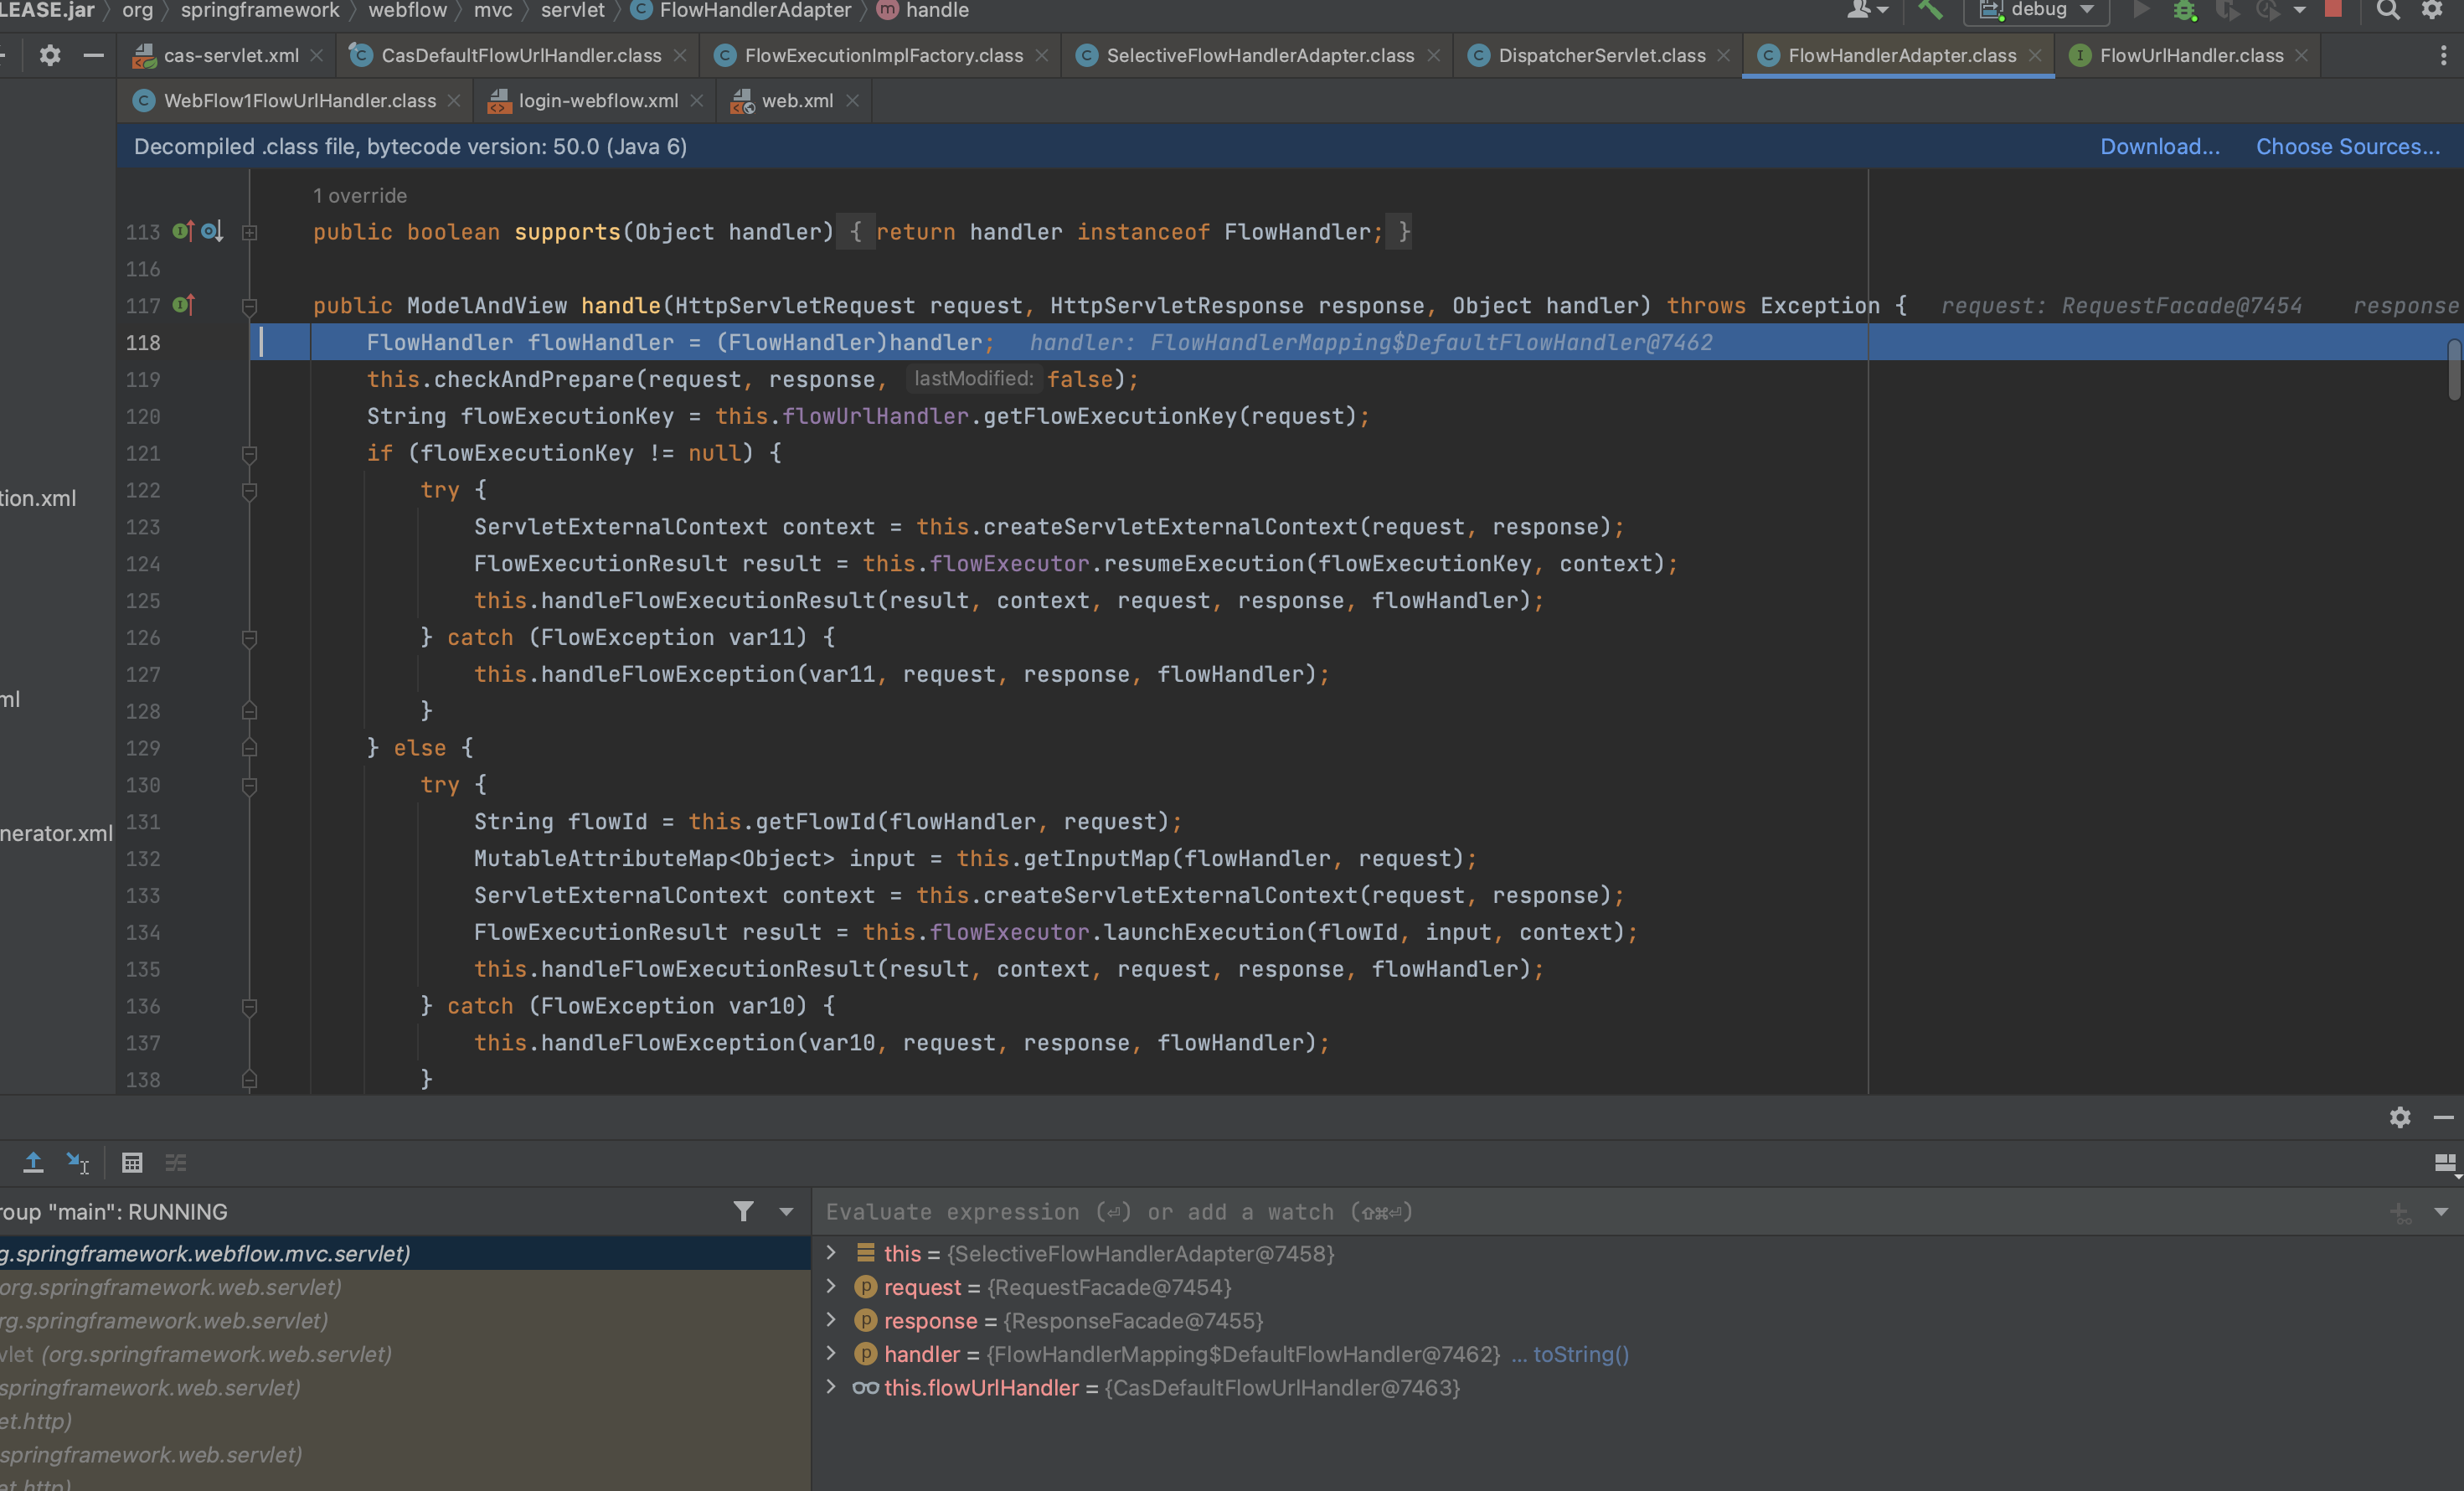 LEASE.jar org springframework webflow mvc servlet FlowHandlerAdapter handle debug
cas-servlet.xml CasDefaultFlowUrlHandler.class FlowExecutionImplFactory.class SelectiveFlowHandlerAdapter.class DispatcherServlet.class FlowHandlerAdapter.class FlowUrlHandler.class
WebFlow1FlowUrlHandler.class login-webflow.xml web.xml
Decompiled .class file, bytecode version: 50.0 (Java 6) Download... Choose Sources...
1 override
113 public boolean supports(Object handler) { return handler instanceof FlowHandler; }
116
117 public ModelAndView handle(HttpServletRequest request, HttpServletResponse response, Object handler) throws Exception { request: RequestFacade@7454 response
118 FlowHandler flowHandler = (FlowHandler)handler; handler: FlowHandlerMapping$DefaultFlowHandler@7462
119 this.checkAndPrepare(request, response, lastModified: false);
120 String flowExecutionKey = this.flowUrlHandler.getFlowExecutionKey(request);
121 if (flowExecutionKey != null) {
tion.xml 122 try {
123 ServletExternalContext context = this.createServletExternalContext(request, response);
124 FlowExecutionResult result = this.flowExecutor.resumeExecution(flowExecutionKey, context);
125 this.handleFlowExecutionResult(result, context, request, response, flowHandler);
126 } catch (FlowException var11) {
127 this.handleFlowException(var11, request, response, flowHandler);
ml 128 }
129 } else {
130 try {
nerator.xml 131 String flowId = this.getFlowId(flowHandler, request);
132 MutableAttributeMap<Object> input = this.getInputMap(flowHandler, request);
133 ServletExternalContext context = this.createServletExternalContext(request, response);
134 FlowExecutionResult result = this.flowExecutor.launchExecution(flowId, input, context);
135 this.handleFlowExecutionResult(result, context, request, response, flowHandler);
136 } catch (FlowException var10) {
137 this.handleFlowException(var10, request, response, flowHandler);
138 }
roup "main": RUNNING Evaluate expression (⏎) or add a watch (⇧⌘⏎)
g.springframework.webflow.mvc.servlet) this = {SelectiveFlowHandlerAdapter@7458}
org.springframework.web.servlet) request = {RequestFacade@7454}
rg.springframework.web.servlet) response = {ResponseFacade@7455}
vlet (org.springframework.web.servlet) handler = {FlowHandlerMapping$DefaultFlowHandler@7462} ... toString()
springframework.web.servlet) this.flowUrlHandler = {CasDefaultFlowUrlHandler@7463}
et.http)
springframework.web.servlet)
et.http)